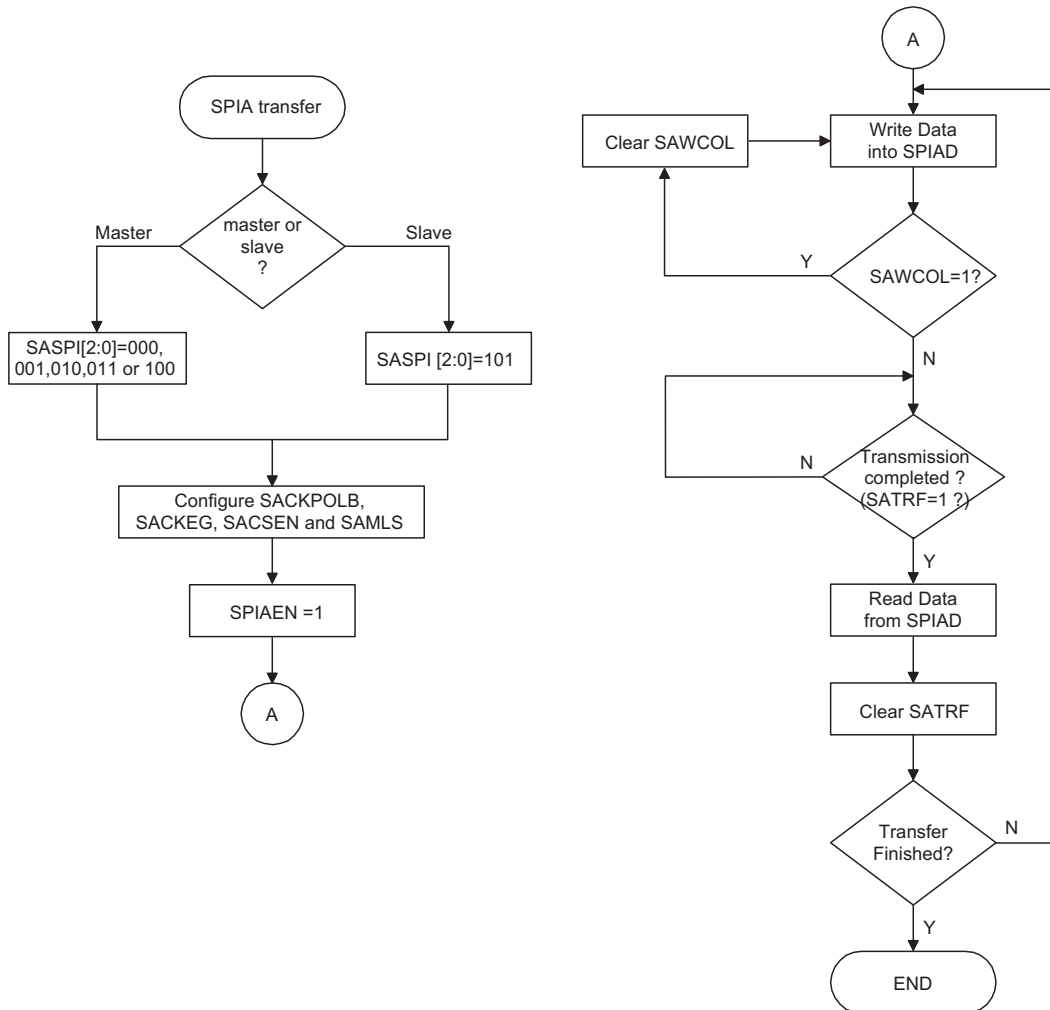 SPIA transfer
master or
slave
?
Master
Slave
SASPI[2:0]=000,
001,010,011 or 100
SASPI [2:0]=101
Configure SACKPOLB,
SACKEG, SACSEN and SAMLS
SPIAEN =1
A
A
Write Data
into SPIAD
Clear SAWCOL
Y
SAWCOL=1?
N
Transmission
completed ?
(SATRF=1 ?)
N
Y
Read Data
from SPIAD
Clear SATRF
Transfer
Finished?
N
Y
END